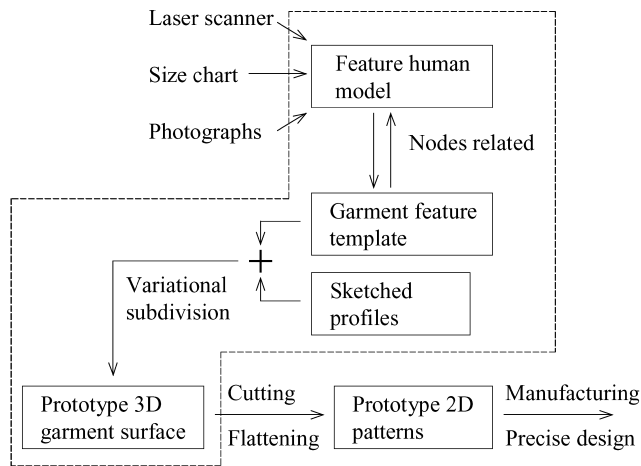 Laser scanner
Size chart
Photographs
Feature human
model
Nodes related
Garment feature
template
+
Variational
subdivision
Sketched
profiles
Prototype 3D
garment surface
Cutting
Flattening
Prototype 2D
patterns
Manufacturing
Precise design